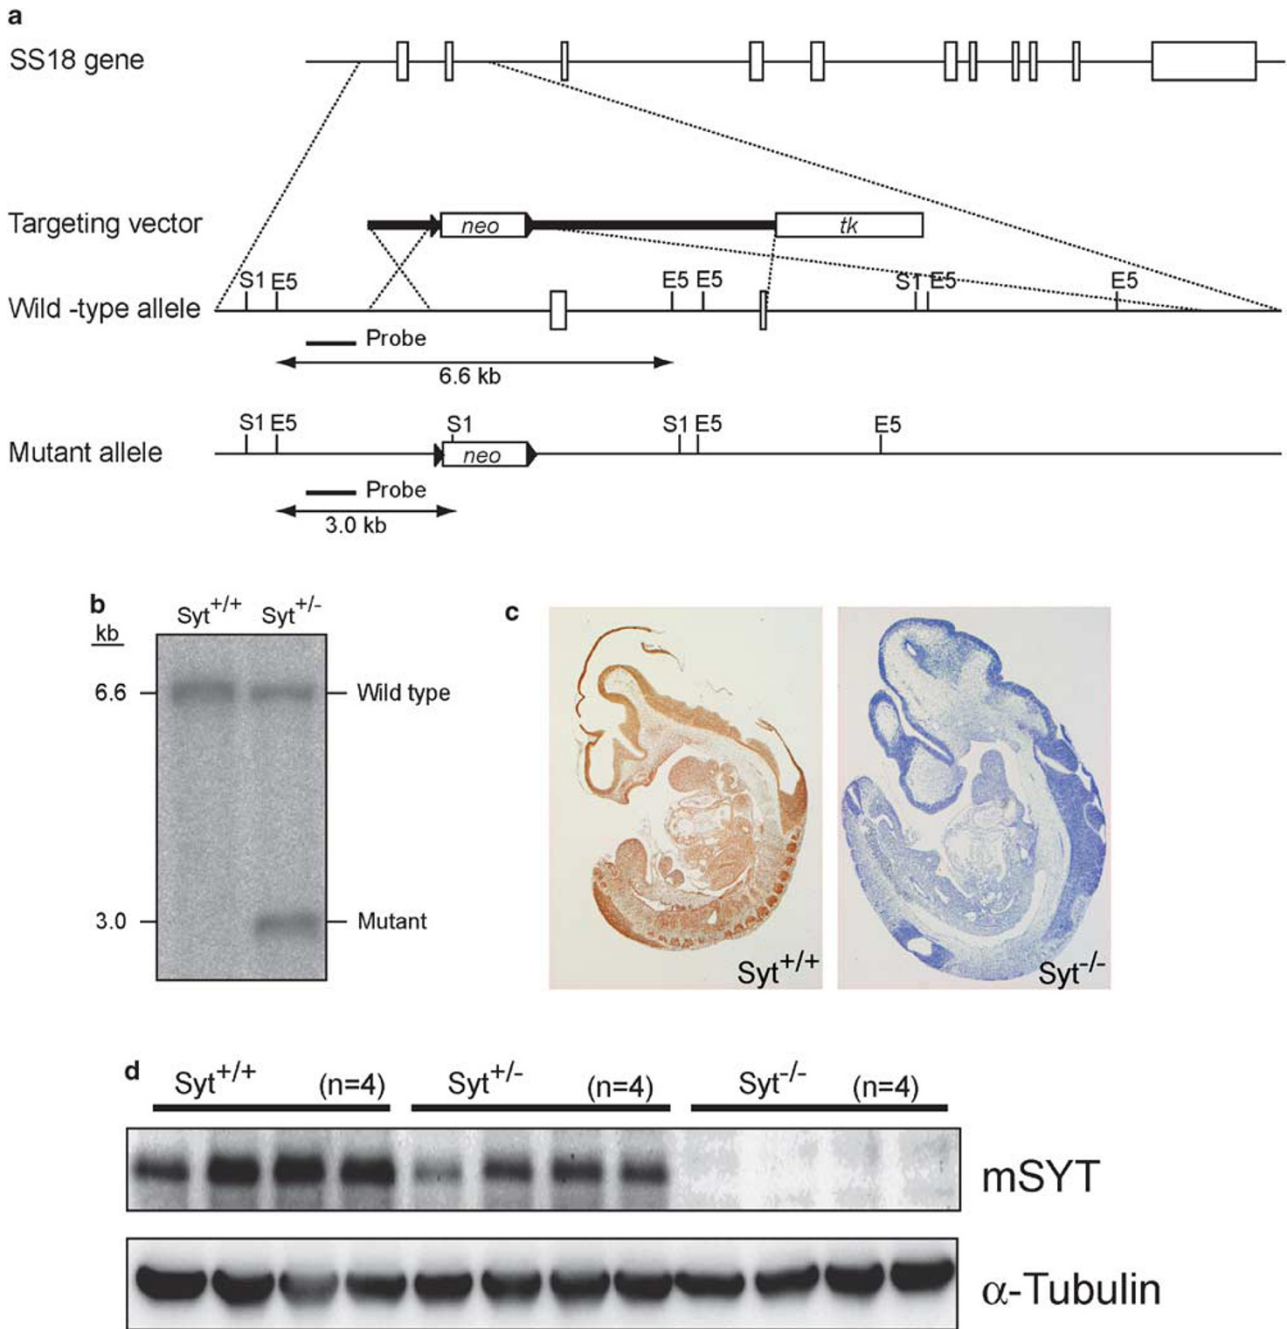 a
SS18 gene
Targeting vector
neo
tk
S1 E5 E5 E5 S1 E5 E5
Wild -type allele
Probe
6.6 kb
S1 E5 S1 S1 E5 E5
Mutant allele
neo
Probe
3.0 kb
b
Syt+/+ Syt+/-
kb
6.6 Wild type
3.0 Mutant
c
Syt+/+ Syt-/-
d
Syt+/+ (n=4) Syt+/- (n=4) Syt-/- (n=4)
mSYT
α-Tubulin